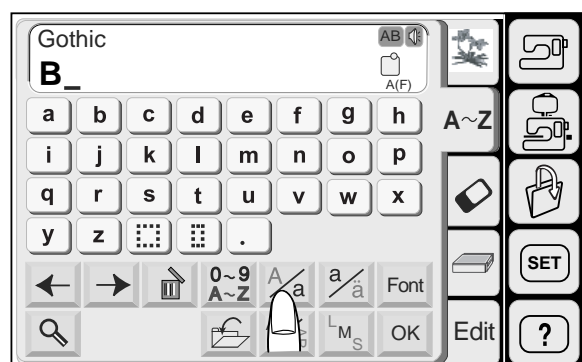 Gothic
AB
B_
A(F)
a b c d e f g h
i j k l m n o p
q r s t u v w x
y z .
0~9
A~Z
A/a
a/ä
Font
L M S
OK
A~Z
Edit
SET
?